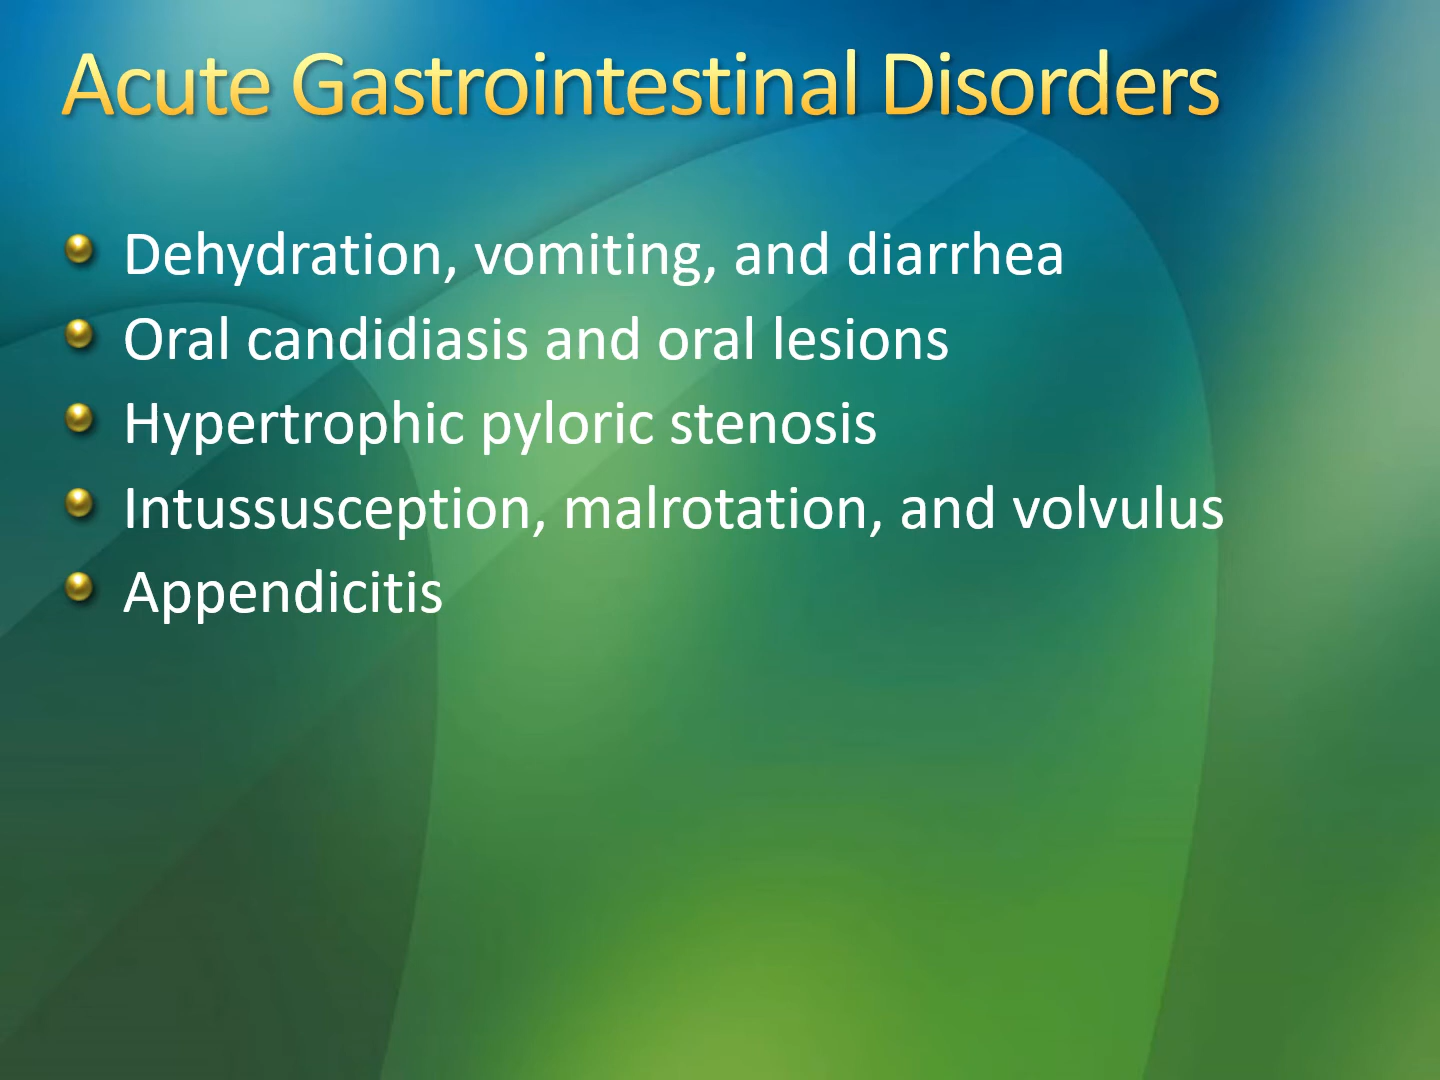 Acute Gastrointestinal Disorders
Dehydration, vomiting, and diarrhea
Oral candidiasis and oral lesions
Hypertrophic pyloric stenosis
Intussusception, malrotation, and volvulus
Appendicitis